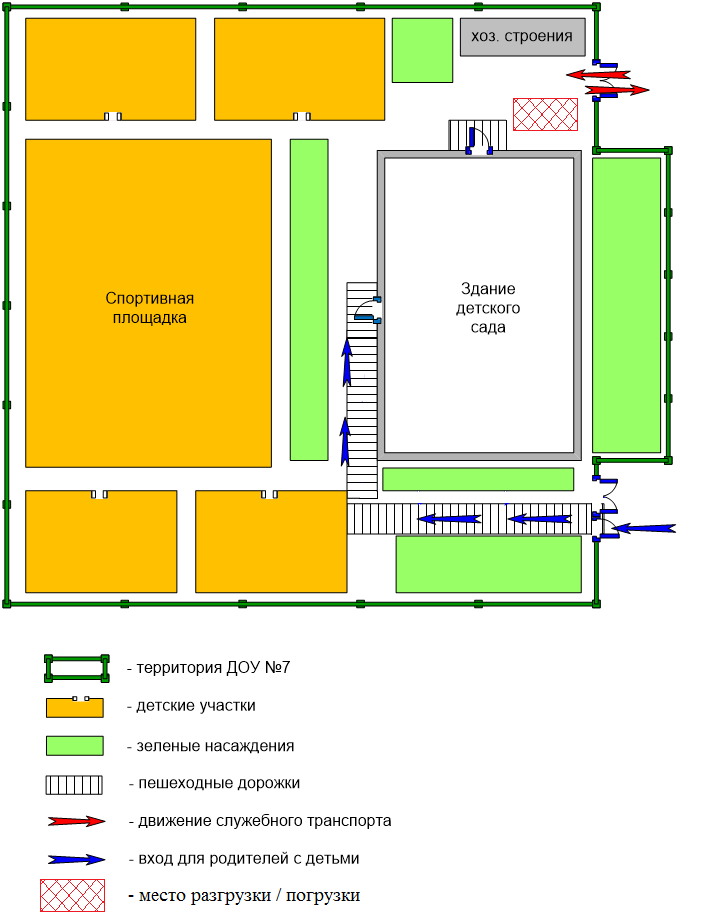 хоз. строения
Спортивная
площадка
Здание
детского
сада
- территория ДОУ №7
- детские участки
- зеленые насаждения
- пешеходные дорожки
- движение служебного транспорта
- вход для родителей с детьми
- место разгрузки / погрузки